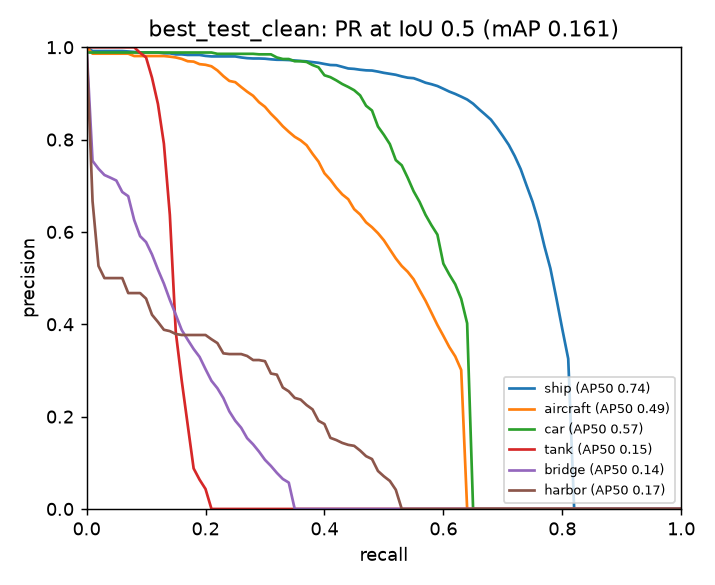 best_test_clean: PR at IoU 0.5 (mAP 0.161)
1.0
0.8
0.6
0.4
0.2
0.0
precision
ship (AP50 0.74)
aircraft (AP50 0.49)
car (AP50 0.57)
tank (AP50 0.15)
bridge (AP50 0.14)
harbor (AP50 0.17)
0.0 0.2 0.4 0.6 0.8 1.0
recall